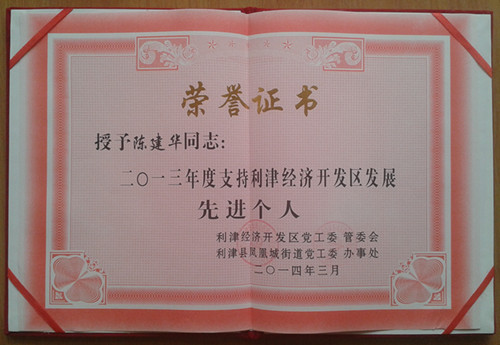 荣誉证书
授予陈建华同志：
二〇一三年度支持利津经济开发区发展
先进个人
利津经济开发区党工委 管委会
利津县凤凰城街道党工委 办事处
二〇一四年三月